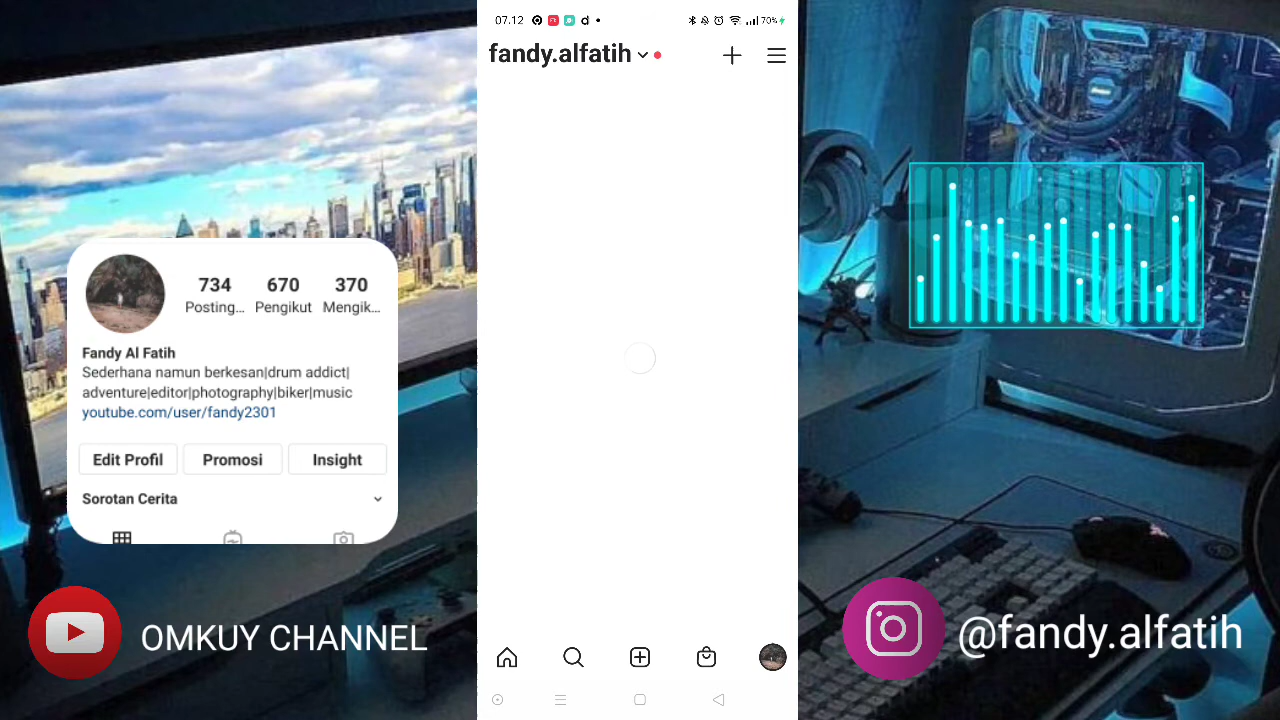 07.12
70%
fandy.alfatih
734 670 370
Posting... Pengikut Mengik...
Fandy Al Fatih
Sederhana namun berkesan|drum addict|
adventure|editor|photography|biker|music
youtube.com/user/fandy2301
Edit Profil Promosi Insight
Sorotan Cerita
OMKUY CHANNEL
@fandy.alfatih